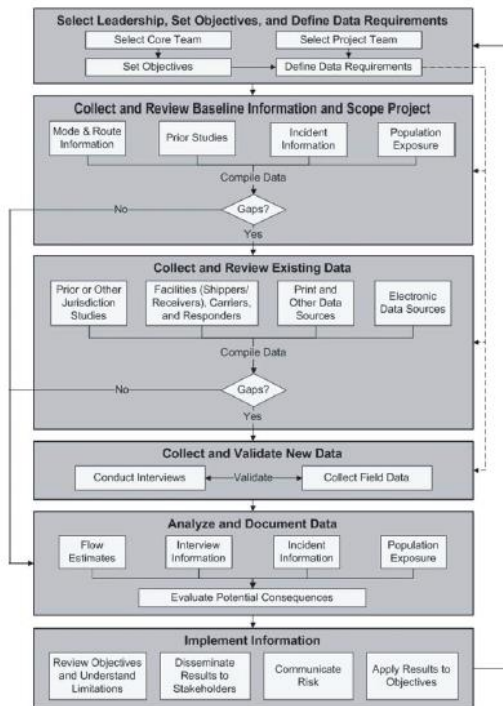 Select Leadership, Set Objectives, and Define Data Requirements
Select Core Team
Select Project Team
Set Objectives
Define Data Requirements
Collect and Review Baseline Information and Scope Project
Mode & Route
Information
Prior Studies
Incident
Information
Population
Exposure
Compile Data
No
Gaps?
Yes
Collect and Review Existing Data
Prior or Other
Jurisdiction
Studies
Facilities (Shippers/
Receivers), Carriers,
and Responders
Print and
Other Data
Sources
Electronic
Data Sources
Compile Data
No
Gaps?
Yes
Collect and Validate New Data
Conduct Interviews
Validate
Collect Field Data
Analyze and Document Data
Flow
Estimates
Interview
Information
Incident
Information
Population
Exposure
Evaluate Potential Consequences
Implement Information
Review Objectives
and Understand
Limitations
Disseminate
Results to
Stakeholders
Communicate
Risk
Apply Results to
Objectives